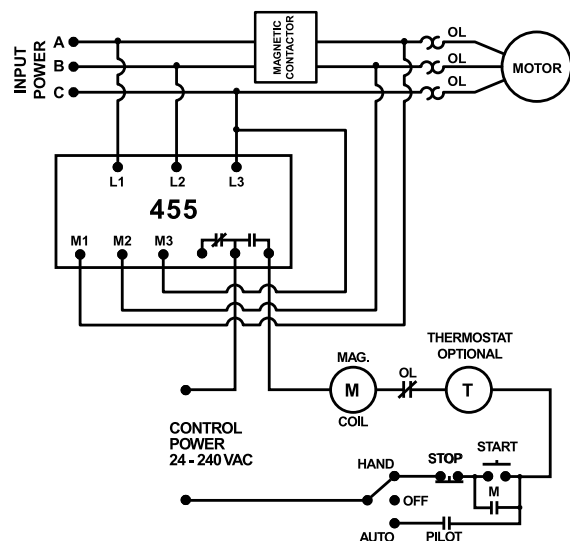 INPUT
POWER
A
B
C
MAGNETIC
CONTACTOR
OL
OL
OL
MOTOR
L1
L2
L3
455
M1
M2
M3
THERMOSTAT
OPTIONAL
MAG.
M
COIL
OL
T
CONTROL
POWER
24 - 240 VAC
HAND
STOP
START
M
OFF
AUTO
PILOT